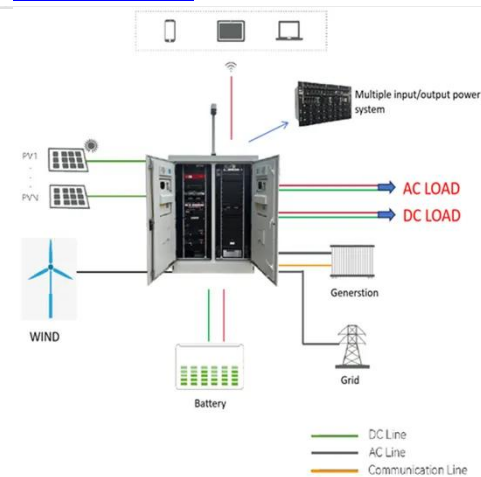 Multiple input/output power
system
PV1
PVN
AC LOAD
DC LOAD
WIND
Generstion
Grid
Battery
DC Line
AC Line
Communication Line